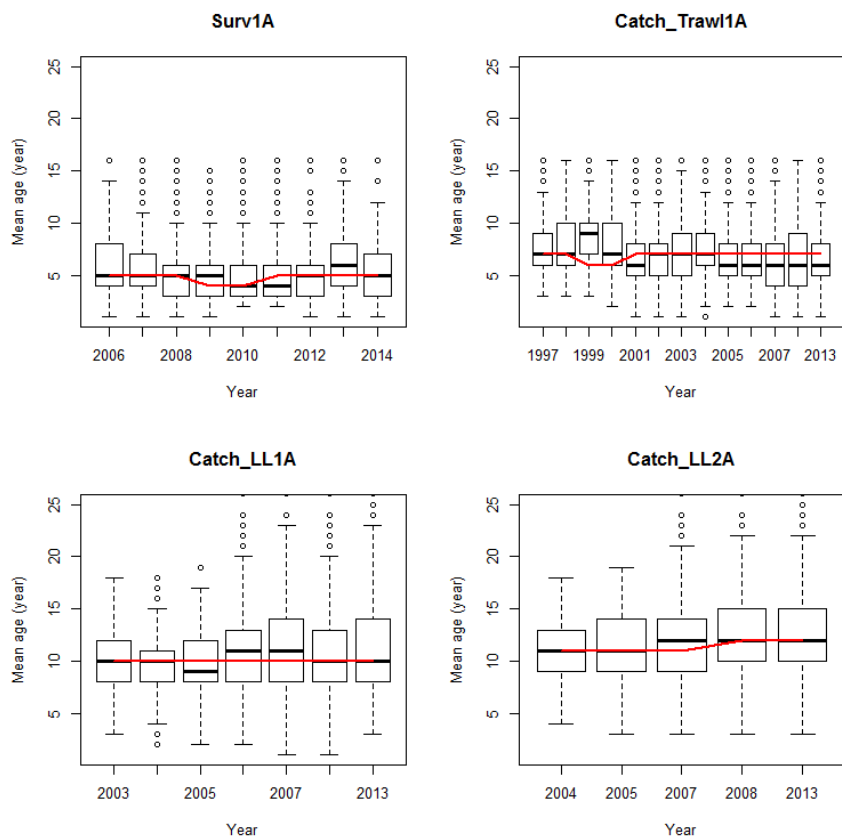 Surv1A
Mean age (year)
25
20
15
10
5
2006 2008 2010 2012 2014
Year
Catch_Trawl1A
Mean age (year)
25
20
15
10
5
1997 1999 2001 2003 2005 2007 2013
Year
Catch_LL1A
Mean age (year)
25
20
15
10
5
2003 2005 2007 2013
Year
Catch_LL2A
Mean age (year)
25
20
15
10
5
2004 2005 2007 2008 2013
Year